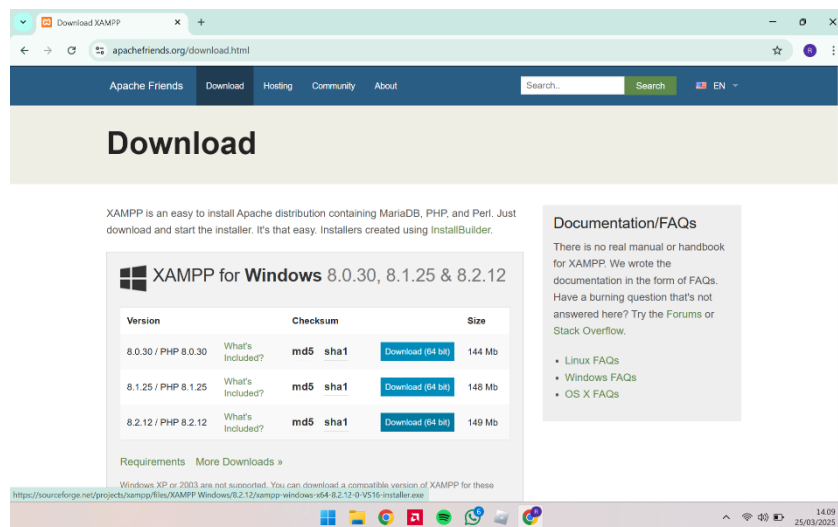 Download XAMPP
apachefriends.org/download.html
R
Apache Friends Download Hosting Community About Search.. Search EN
Download
XAMPP is an easy to install Apache distribution containing MariaDB, PHP, and Perl. Just
download and start the installer. It's that easy. Installers created using InstallBuilder.
XAMPP for Windows 8.0.30, 8.1.25 & 8.2.12
Version Checksum Size
8.0.30 / PHP 8.0.30 What's Included? md5 sha1 Download (64 bit) 144 Mb
8.1.25 / PHP 8.1.25 What's Included? md5 sha1 Download (64 bit) 148 Mb
8.2.12 / PHP 8.2.12 What's Included? md5 sha1 Download (64 bit) 149 Mb
Requirements More Downloads »
Windows XP or 2003 are not supported. You can download a compatible version of XAMPP for these
Documentation/FAQs
There is no real manual or handbook
for XAMPP. We wrote the
documentation in the form of FAQs.
Have a burning question that's not
answered here? Try the Forums or
Stack Overflow.
• Linux FAQs
• Windows FAQs
• OS X FAQs
https://sourceforge.net/projects/xampp/files/XAMPP Windows/8.2.12/xampp-windows-x64-8.2.12-0-VS16-installer.exe
14.09
25/03/2025